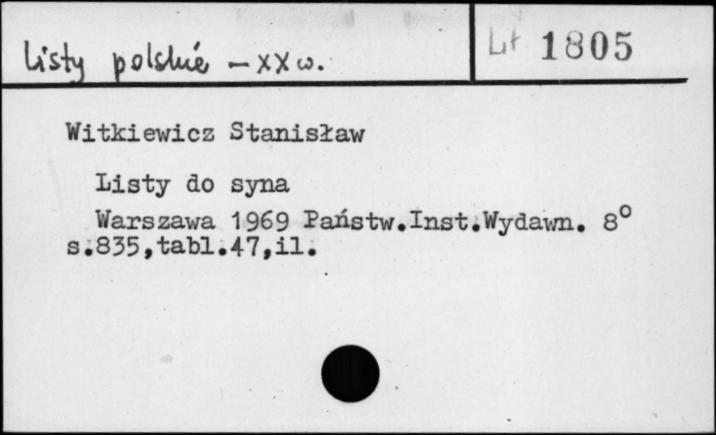 Listy polskie – XX w.
Lt 1805
Witkiewicz Stanisław
Listy do syna
Warszawa 1969 Państw.Inst.Wydawn. 8°
s.835,tabl.47,il.